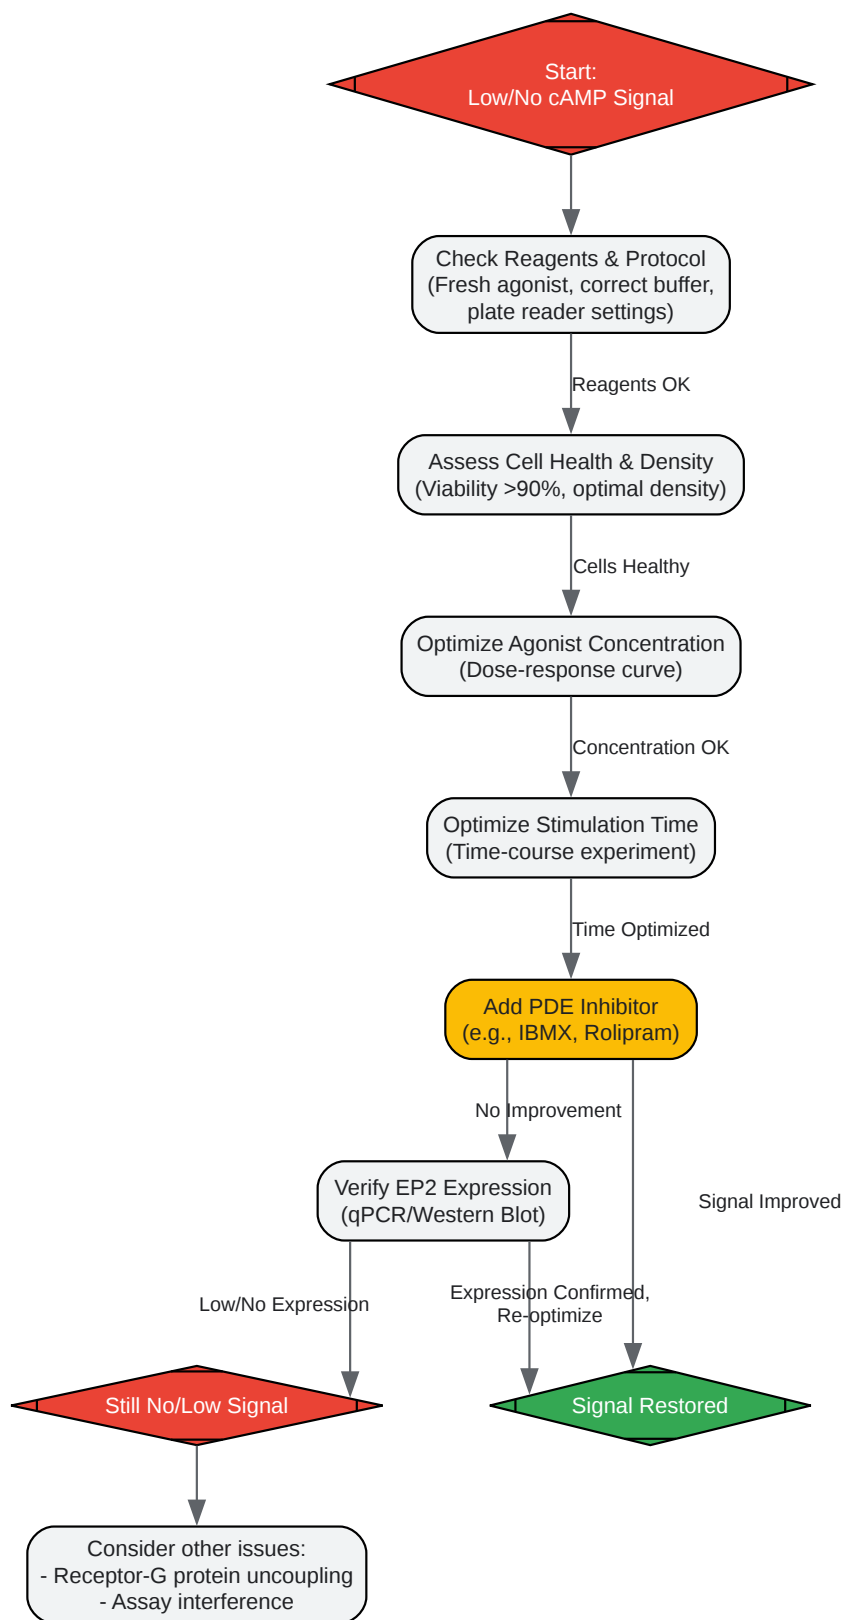 Start:
Low/No cAMP Signal
Check Reagents & Protocol
(Fresh agonist, correct buffer,
plate reader settings)
Reagents OK
Assess Cell Health & Density
(Viability >90%, optimal density)
Cells Healthy
Optimize Agonist Concentration
(Dose-response curve)
Concentration OK
Optimize Stimulation Time
(Time-course experiment)
Time Optimized
Add PDE Inhibitor
(e.g., IBMX, Rolipram)
No Improvement
Verify EP2 Expression
(qPCR/Western Blot)
Signal Improved
Low/No Expression
Expression Confirmed,
Re-optimize
Still No/Low Signal
Signal Restored
Consider other issues:
- Receptor-G protein uncoupling
- Assay interference